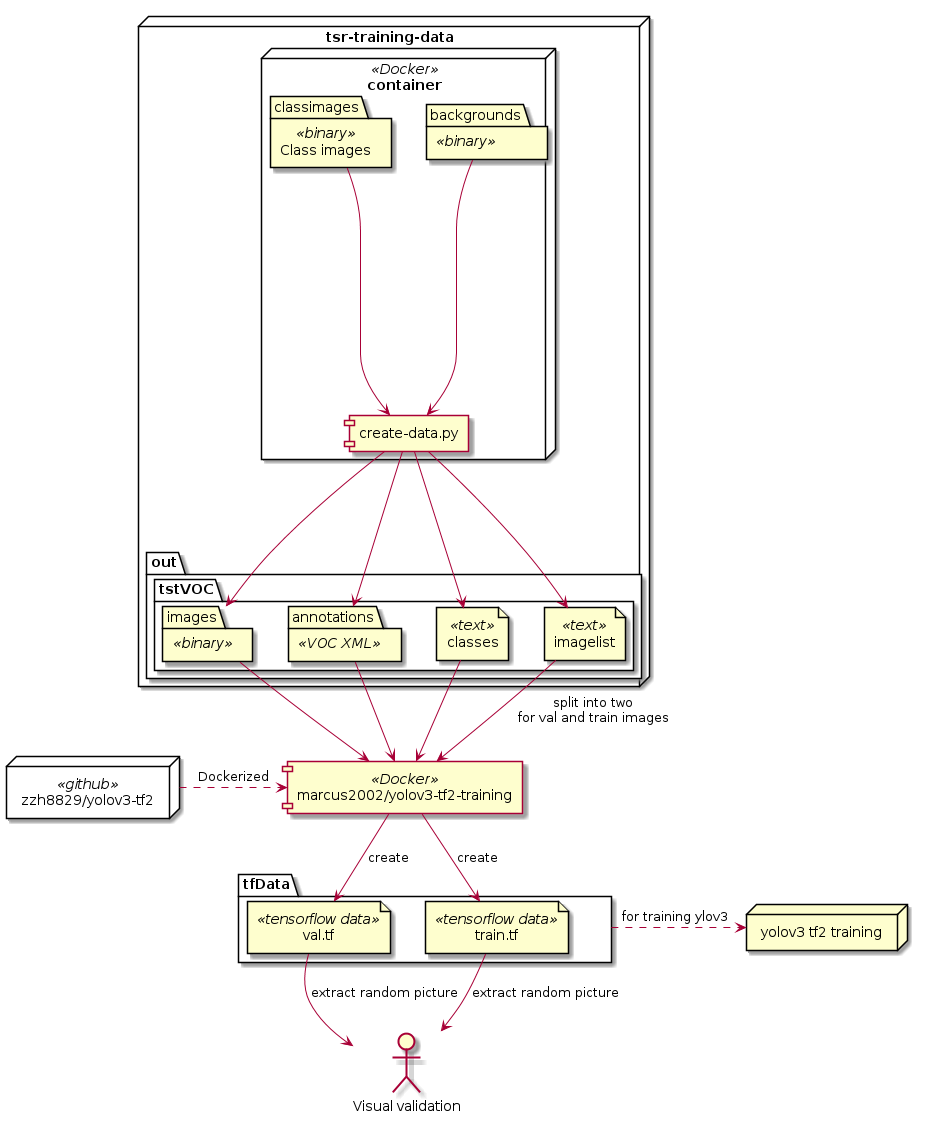 tsr-training-data
«Docker»
container
classimages
«binary»
Class images
backgrounds
«binary»
create-data.py
out
tstVOC
images
«binary»
annotations
«VOC XML»
«text»
classes
«text»
imagelist
split into two
for val and train images
«github»
zzh8829/yolov3-tf2
Dockerized
«Docker»
marcus2002/yolov3-tf2-training
create
create
tfData
«tensorflow data»
val.tf
«tensorflow data»
train.tf
for training ylov3
yolov3 tf2 training
extract random picture
extract random picture
Visual validation